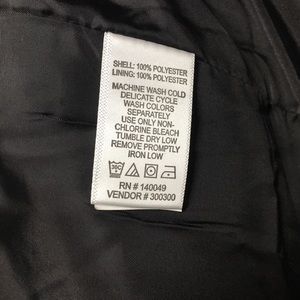 SHELL: 100% POLYESTER
LINING: 100% POLYESTER
MACHINE WASH COLD
DELICATE CYCLE
WASH COLORS
SEPARATELY
USE ONLY NON-
CHLORINE BLEACH
TUMBLE DRY LOW
REMOVE PROMPTLY
IRON LOW
30C
RN # 140049
VENDOR # 300300